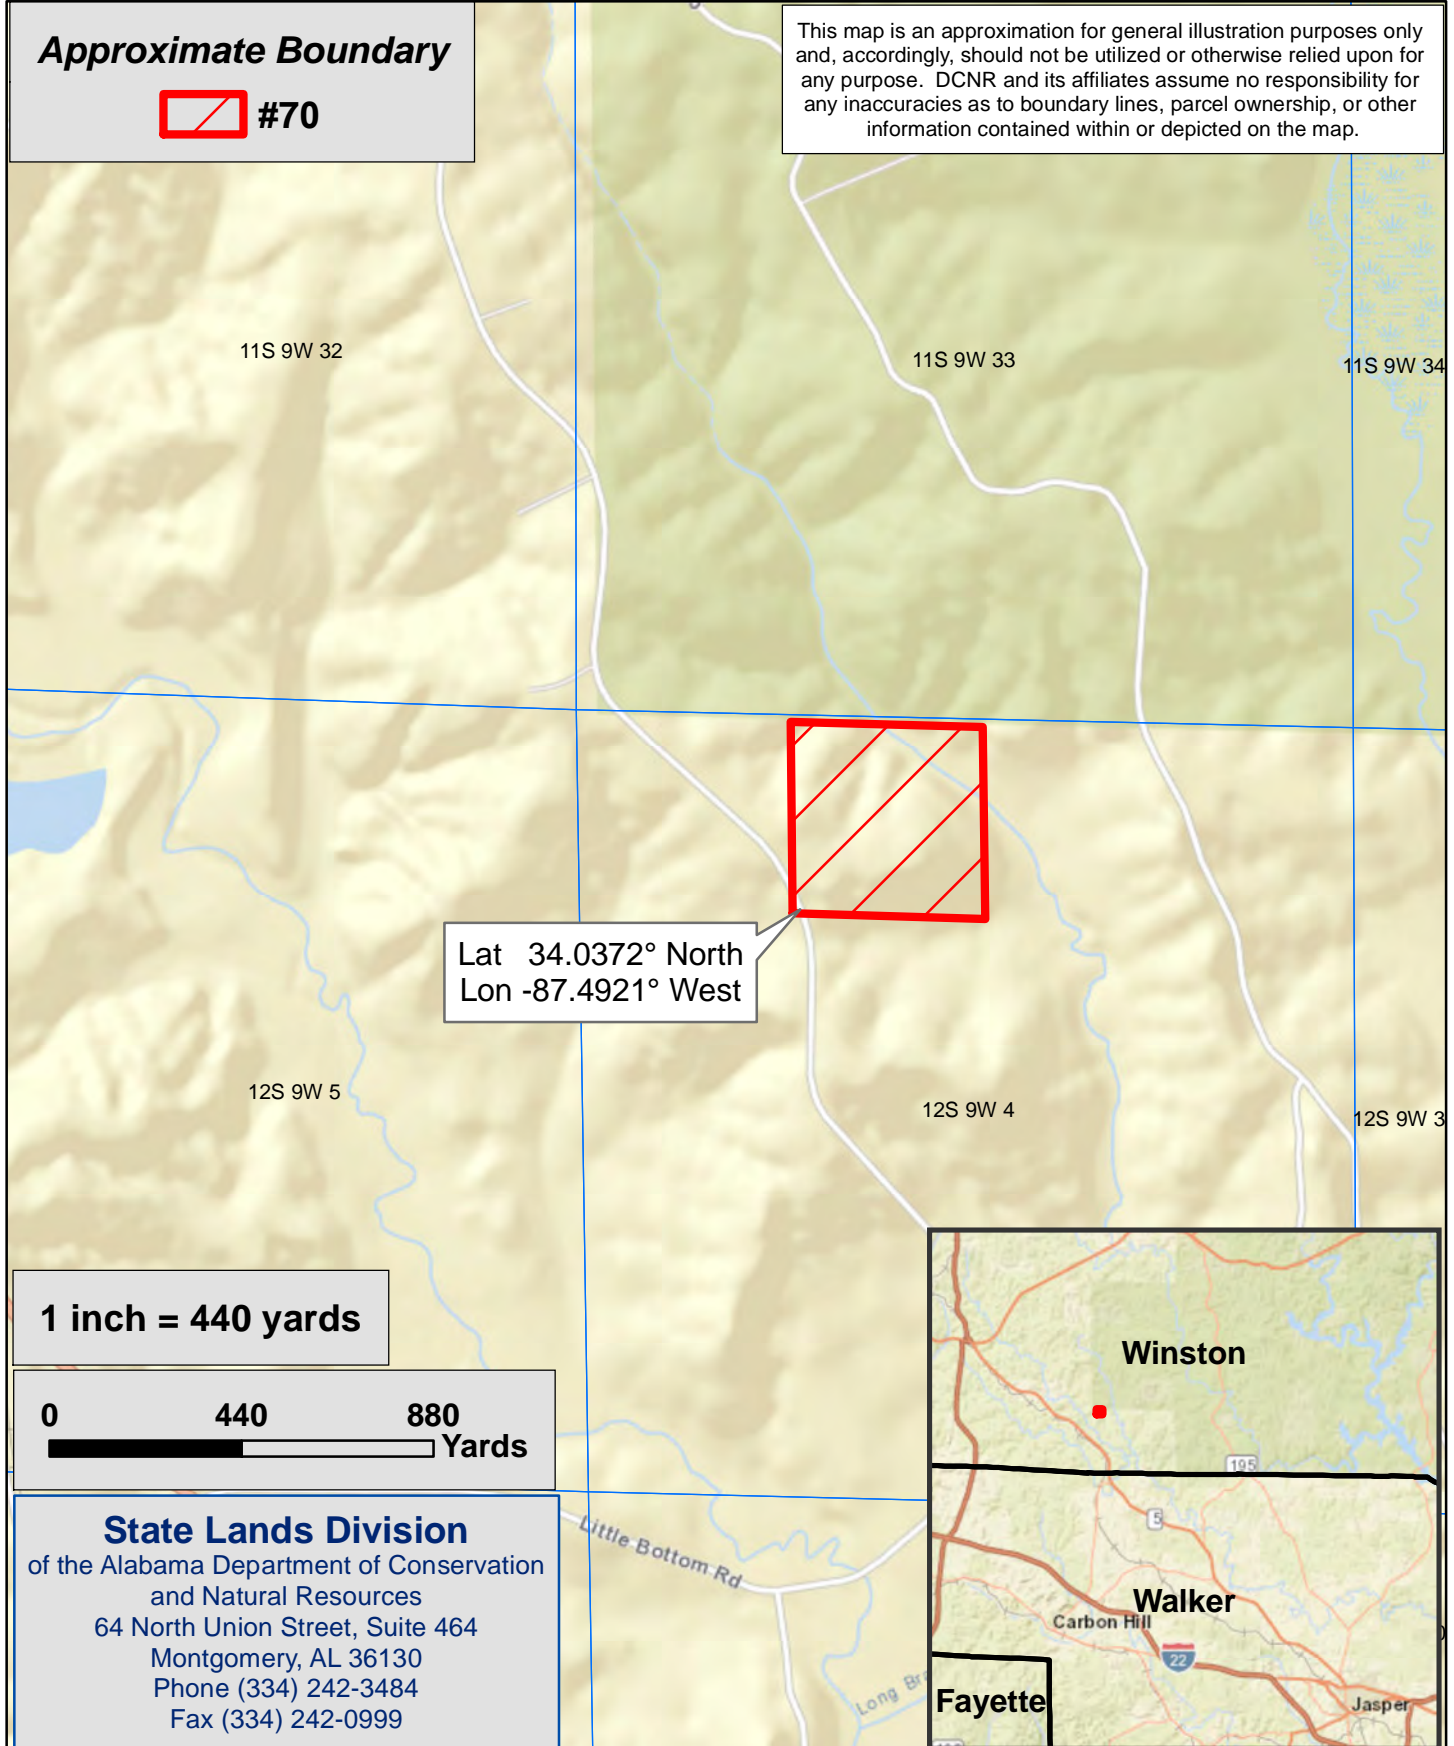 Approximate Boundary
#70
This map is an approximation for general illustration purposes only
and, accordingly, should not be utilized or otherwise relied upon for
any purpose.  DCNR and its affiliates assume no responsibility for
any inaccuracies as to boundary lines, parcel ownership, or other
information contained within or depicted on the map.
11S 9W 32
11S 9W 33
11S 9W 34
Lat   34.0372° North
Lon -87.4921° West
12S 9W 5
12S 9W 4
12S 9W 3
1 inch = 440 yards
0 440 880
Yards
State Lands Division
of the Alabama Department of Conservation
and Natural Resources
64 North Union Street, Suite 464
Montgomery, AL 36130
Phone (334) 242-3484
Fax (334) 242-0999
Little Bottom Rd
Long
Winston
195
5
Walker
Carbon Hill
22
Fayette
Jasper